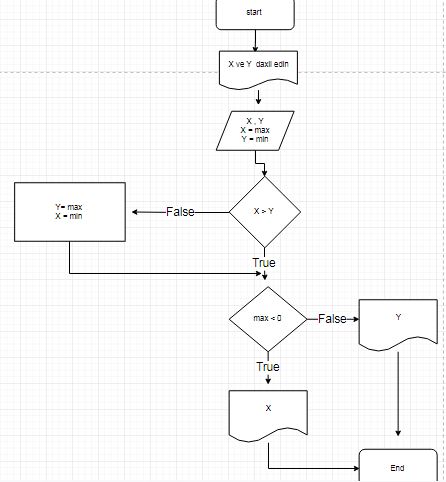 start
X ve Y daxil edin
X , Y
X = max
Y = min
X > Y
False
Y= max
X = min
True
max < 0
False
Y
True
X
End